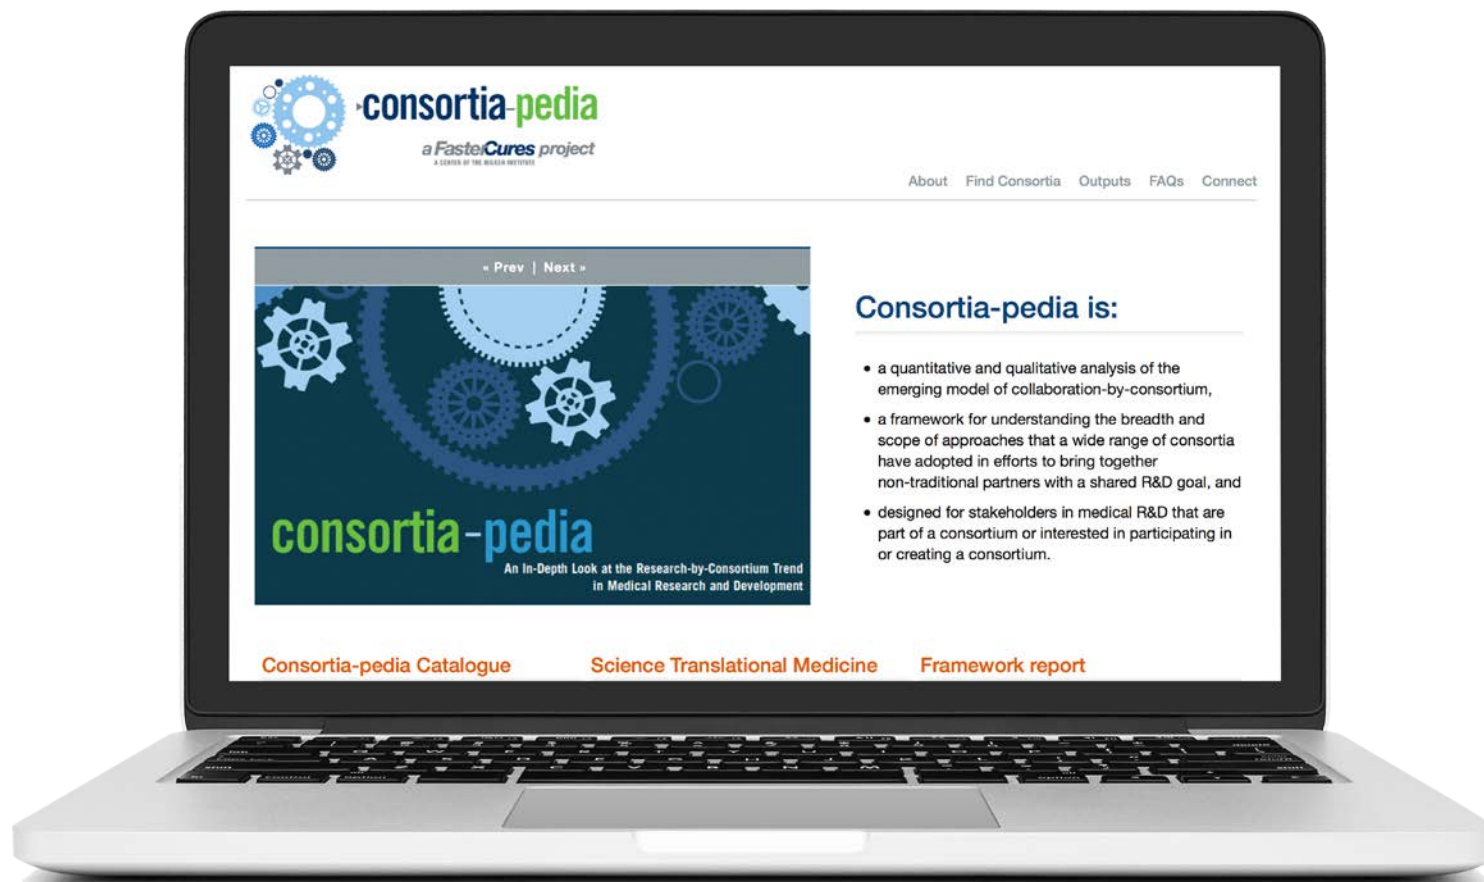 consortia-pedia
a FasterCures project
A CENTER OF THE MILKEN INSTITUTE
About Find Consortia Outputs FAQs Connect
« Prev | Next »
consortia-pedia
An In-Depth Look at the Research-by-Consortium Trend
in Medical Research and Development
Consortia-pedia is:
• a quantitative and qualitative analysis of the
emerging model of collaboration-by-consortium,
• a framework for understanding the breadth and
scope of approaches that a wide range of consortia
have adopted in efforts to bring together
non-traditional partners with a shared R&D goal, and
• designed for stakeholders in medical R&D that are
part of a consortium or interested in participating in
or creating a consortium.
Consortia-pedia Catalogue Science Translational Medicine Framework report